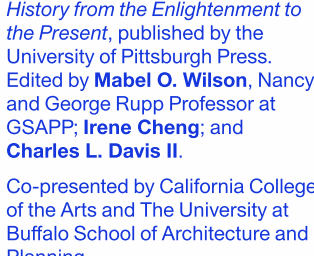 History from the Enlightenment to
the Present, published by the
University of Pittsburgh Press.
Edited by Mabel O. Wilson, Nancy
and George Rupp Professor at
GSAPP; Irene Cheng; and
Charles L. Davis II.
Co-presented by California College
of the Arts and The University at
Buffalo School of Architecture and
Planning